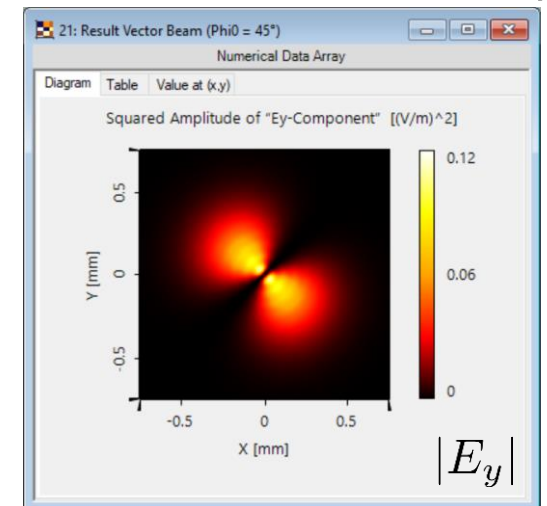 21: Result Vector Beam (Phi0 = 45°)
Numerical Data Array
Diagram Table Value at (x,y)
Squared Amplitude of "Ey-Component" [(V/m)^2]
0.12
0.06
0
Y [mm]
0.5
0
-0.5
-0.5 0 0.5
X [mm]
|E_y|